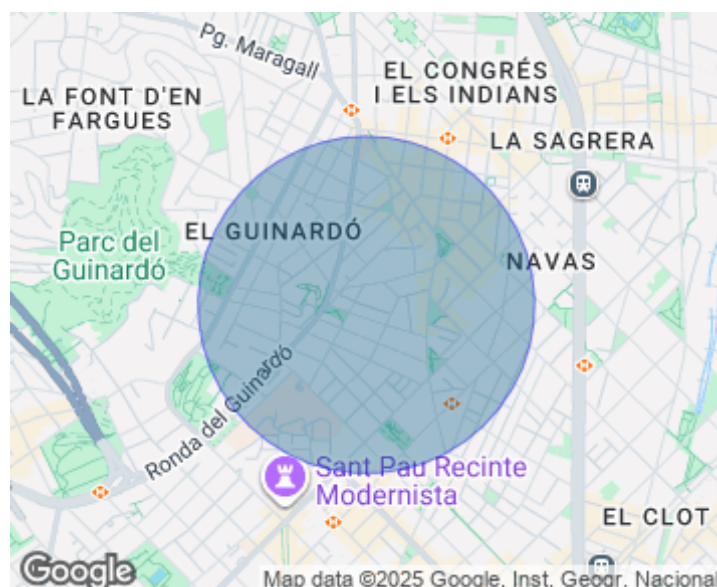 Pg. Maragall
EL CONGRÉS
I ELS INDIANS
LA FONT D'EN
FARGUES
LA SAGRERA
EL GUINARDÓ
Parc del
Guinardó
NAVAS
Ronda del Guinardó
Sant Pau Recinte
Modernista
EL CLOT
Google
Map data ©2025 Google, Inst. Geogr. Nacional